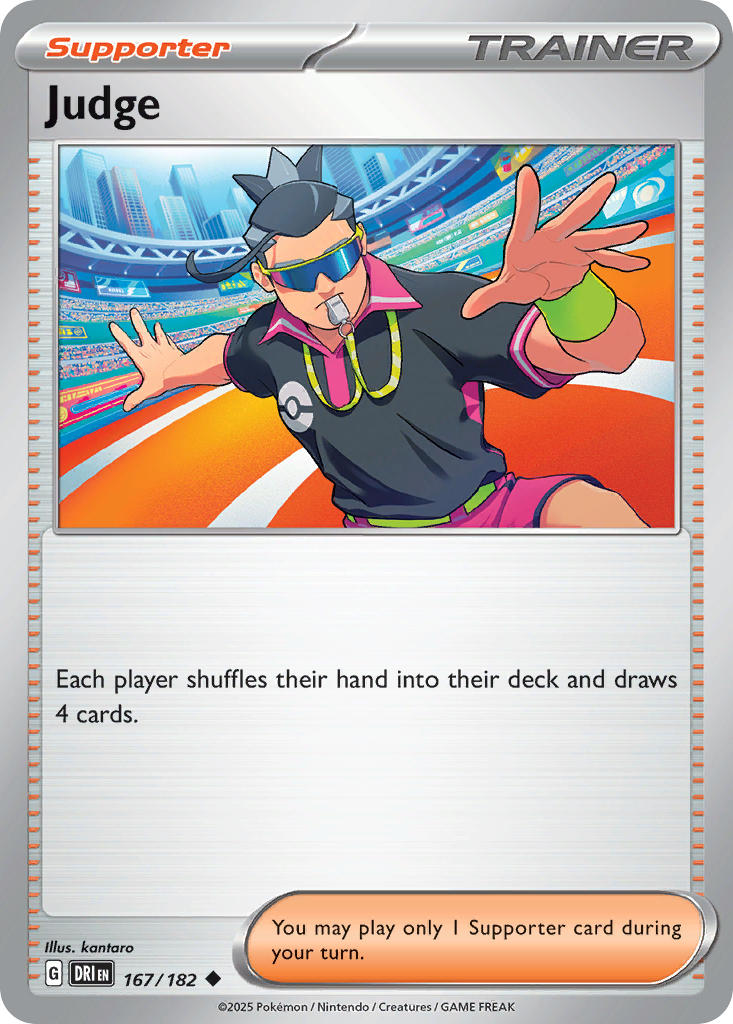 Supporter
TRAINER
Judge
Each player shuffles their hand into their deck and draws
4 cards.
You may play only 1 Supporter card during
your turn.
Illus. kantaro
G DRI EN 167/182
©2025 Pokémon / Nintendo / Creatures / GAME FREAK